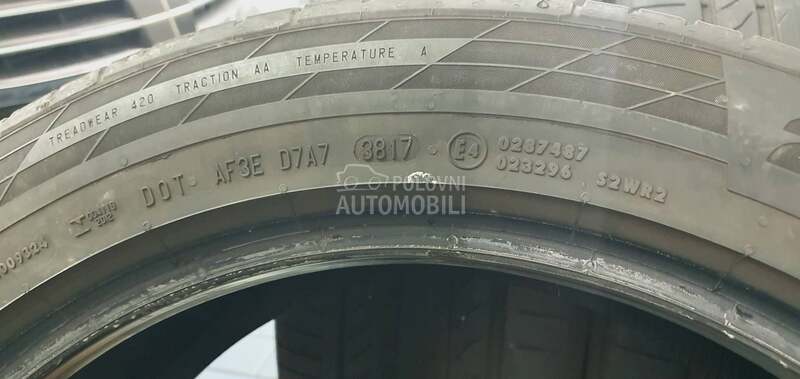 TREADWEAR 420 TRACTION AA TEMPERATURE A
DOT AF3E D7A7 3817 E4 0287487
023296 S2WR2
POLOVNI
AUTOMOBILI